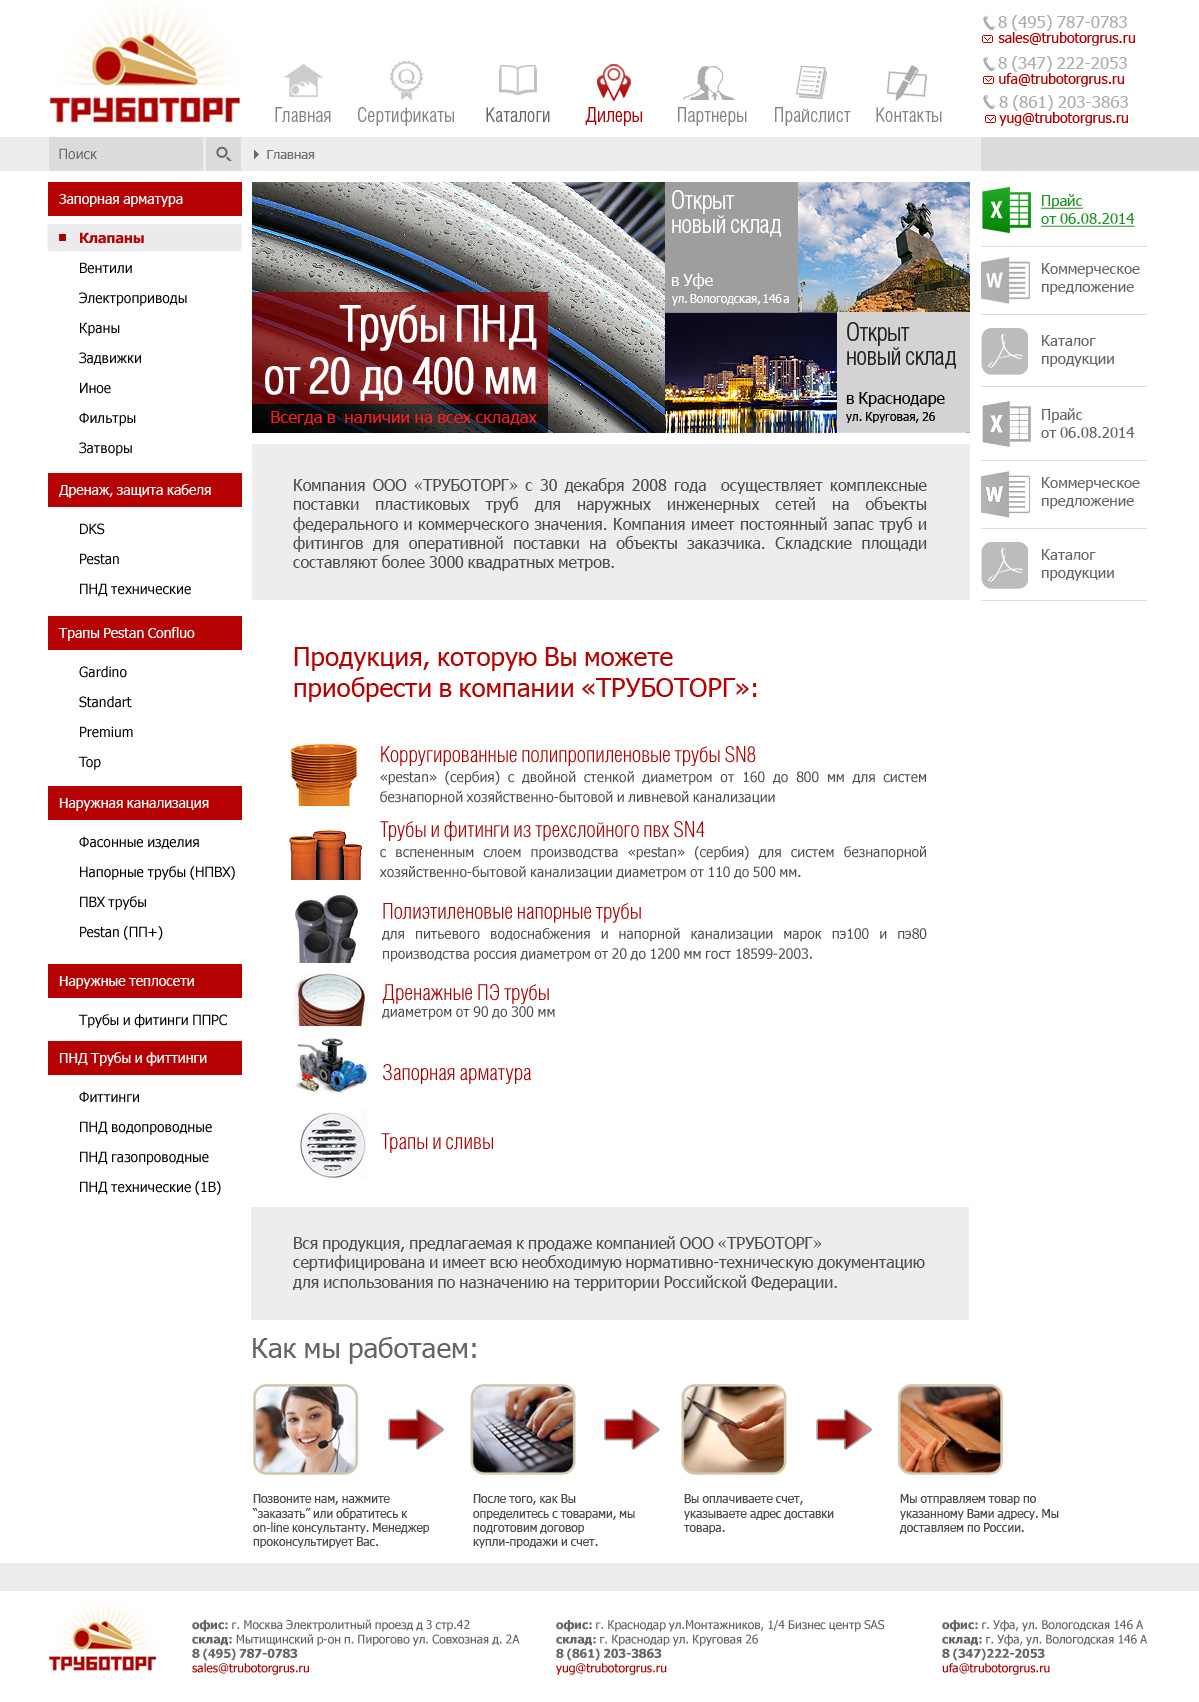 ТРУБОТОРГ
Главная
Сертификаты
Каталоги
Дилеры
Партнеры
Прайслист
Контакты
8 (495) 787-0783
sales@trubotorgrus.ru
8 (347) 222-2053
ufa@trubotorgrus.ru
8 (861) 203-3863
yug@trubotorgrus.ru
Поиск
Главная
Запорная арматура
Клапаны
Вентили
Электроприводы
Краны
Задвижки
Иное
Фильтры
Затворы
Дренаж, защита кабеля
DKS
Pestan
ПНД технические
Трапы Pestan Confluo
Gardino
Standart
Premium
Top
Наружная канализация
Фасонные изделия
Напорные трубы (НПВХ)
ПВХ трубы
Pestan (ПП+)
Наружные теплосети
Трубы и фитинги ППРС
ПНД Трубы и фиттинги
Фиттинги
ПНД водопроводные
ПНД газопроводные
ПНД технические (1В)
Трубы ПНД
от 20 до 400 мм
Всегда в наличии на всех складах
Открыт
новый склад
в Уфе
ул. Вологодская, 146 а
Открыт
новый склад
в Краснодаре
ул. Круговая, 26
X
Прайс
от 06.08.2014
W
Коммерческое
предложение
Каталог
продукции
X
Прайс
от 06.08.2014
W
Коммерческое
предложение
Каталог
продукции
Компания ООО «ТРУБОТОРГ» с 30 декабря 2008 года осуществляет комплексные
поставки пластиковых труб для наружных инженерных сетей на объекты
федерального и коммерческого значения. Компания имеет постоянный запас труб и
фитингов для оперативной поставки на объекты заказчика. Складские площади
составляют более 3000 квадратных метров.
Продукция, которую Вы можете
приобрести в компании «ТРУБОТОРГ»:
Корругированные полипропиленовые трубы SN8
«pestan» (сербия) с двойной стенкой диаметром от 160 до 800 мм для систем
безнапорной хозяйственно-бытовой и ливневой канализации
Трубы и фитинги из трехслойного пвх SN4
с вспененным слоем производства «pestan» (сербия) для систем безнапорной
хозяйственно-бытовой канализации диаметром от 110 до 500 мм.
Полиэтиленовые напорные трубы
для питьевого водоснабжения и напорной канализации марок пэ100 и пэ80
производства россия диаметром от 20 до 1200 мм гост 18599-2003.
Дренажные ПЭ трубы
диаметром от 90 до 300 мм
Запорная арматура
Трапы и сливы
Вся продукция, предлагаемая к продаже компанией ООО «ТРУБОТОРГ»
сертифицирована и имеет всю необходимую нормативно-техническую документацию
для использования по назначению на территории Российской Федерации.
Как мы работаем:
Позвоните нам, нажмите
“заказать” или обратитесь к
on-line консультанту. Менеджер
проконсультирует Вас.
После того, как Вы
определитесь с товарами, мы
подготовим договор
купли-продажи и счет.
Вы оплачиваете счет,
указываете адрес доставки
товара.
Мы отправляем товар по
указанному Вами адресу. Мы
доставляем по России.
ТРУБОТОРГ
офис: г. Москва Электролитный проезд д 3 стр.42
склад: Мытищинский р-он п. Пирогово ул. Совхозная д. 2А
8 (495) 787-0783
sales@trubotorgrus.ru
офис: г. Краснодар ул.Монтажников, 1/4 Бизнес центр SAS
склад: г. Краснодар ул. Круговая 26
8 (861) 203-3863
yug@trubotorgrus.ru
офис: г. Уфа, ул. Вологодская 146 А
склад: г. Уфа, ул. Вологодская 146 А
8 (347)222-2053
ufa@trubotorgrus.ru